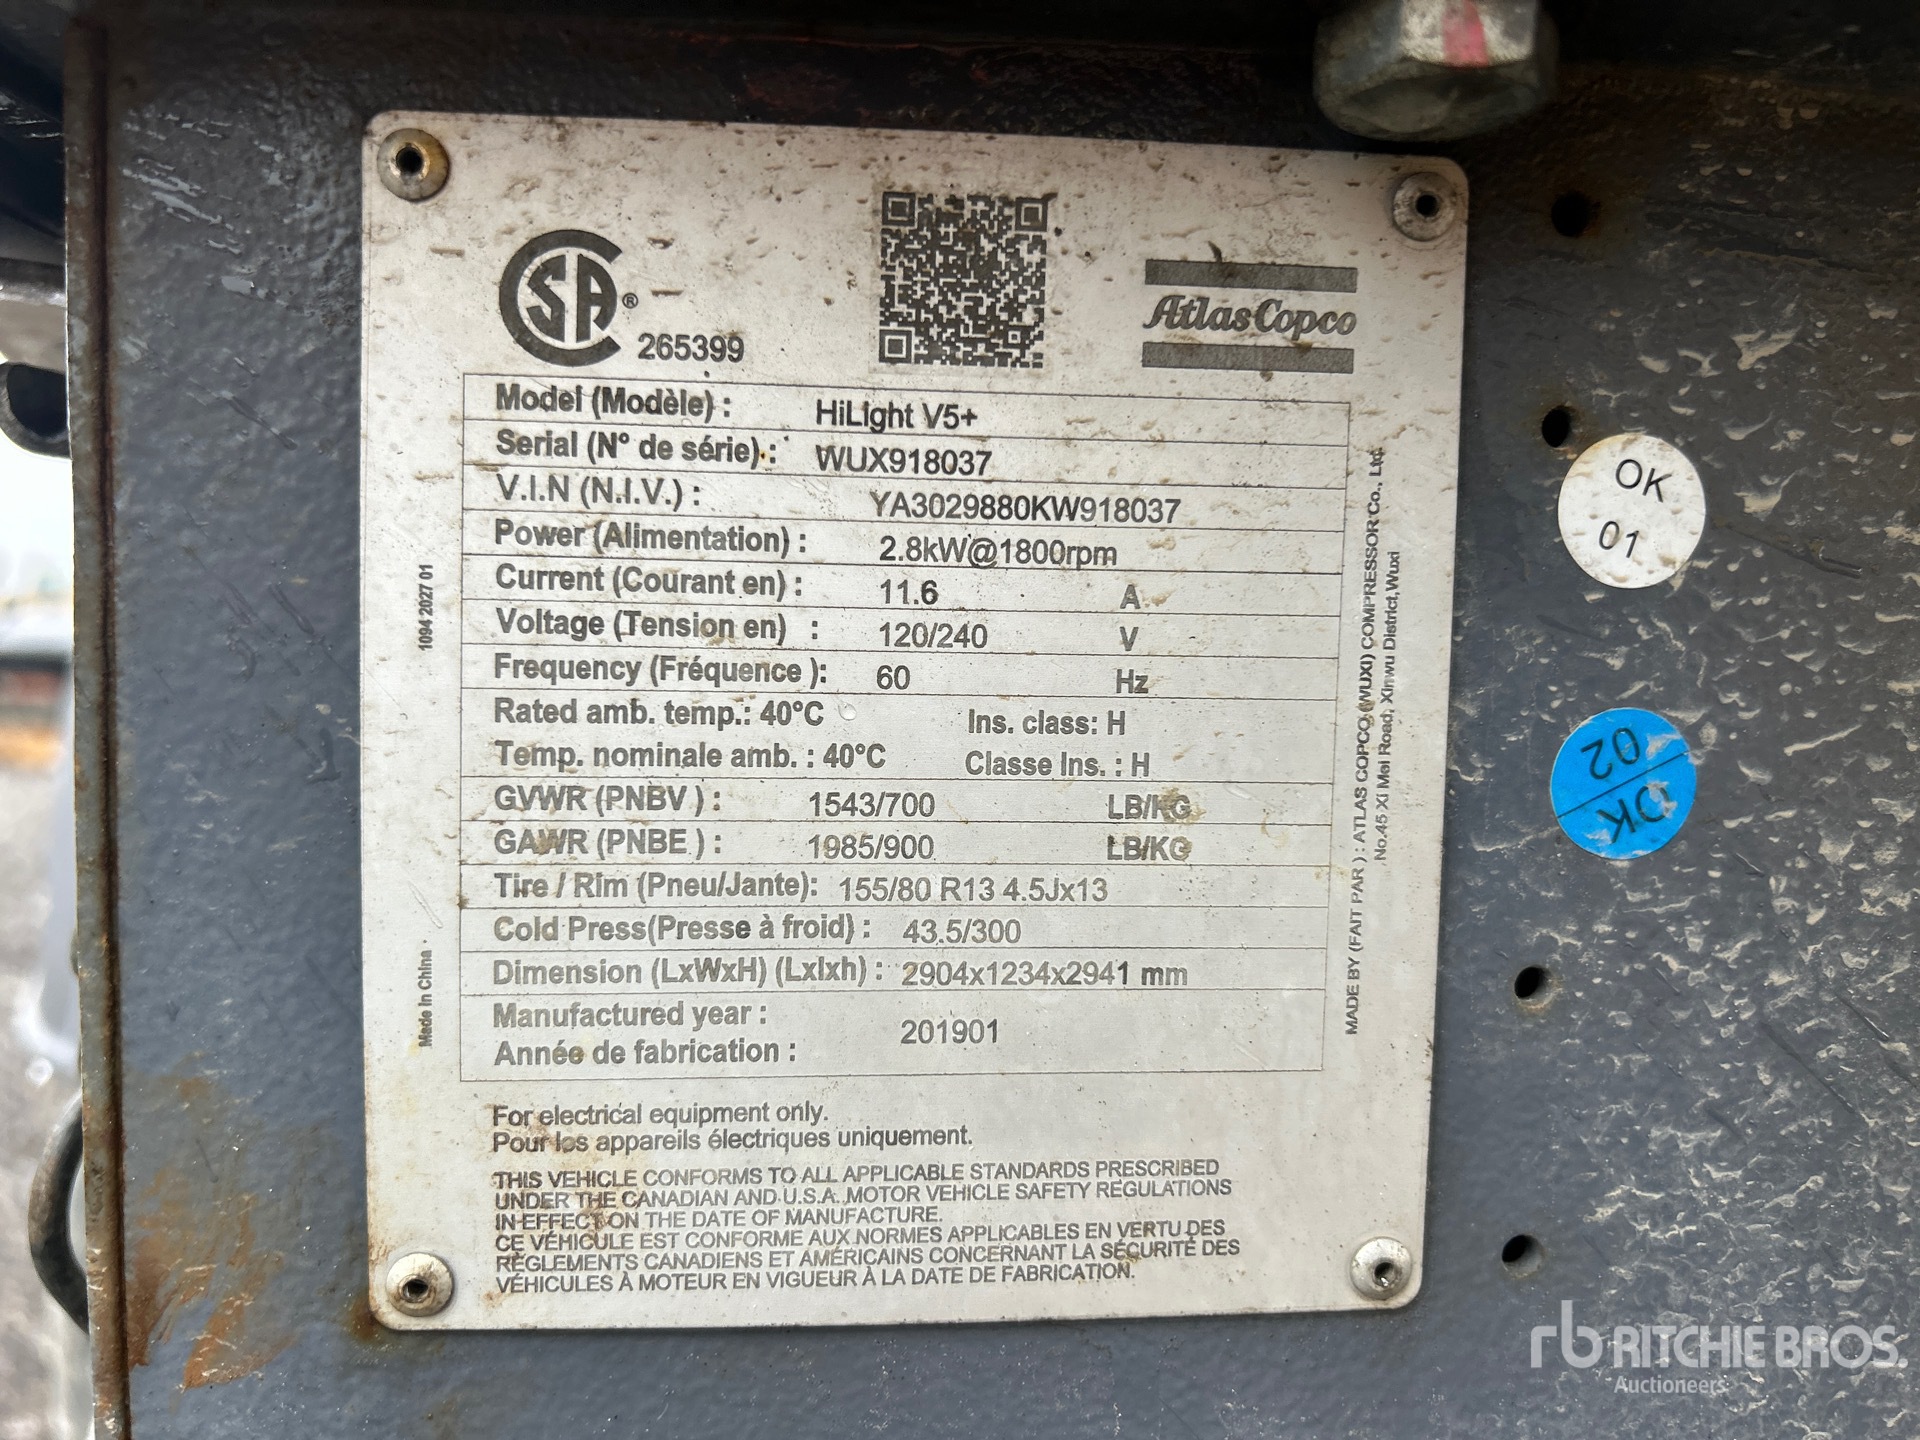 CSA®
265399
Atlas Copco
Model (Modèle) : HiLight V5+
Serial (N° de série) : WUX918037
V.I.N (N.I.V.) : YA3029880KW918037
Power (Alimentation) : 2.8kW@1800rpm
Current (Courant en) : 11.6 A
Voltage (Tension en) : 120/240 V
Frequency (Fréquence ): 60 Hz
Rated amb. temp.: 40°C Ins. class: H
Temp. nominale amb. : 40°C Classe Ins. : H
GVWR (PNBV ) : 1543/700 LB/KG
GAWR (PNBE ) : 1985/900 LB/KG
Tire / Rim (Pneu/Jante): 155/80 R13 4.5Jx13
Cold Press(Presse à froid) : 43.5/300
Dimension (LxWxH) (Lxlxh) : 2904x1234x2941 mm
Manufactured year :
Année de fabrication : 201901
For electrical equipment only.
Pour les appareils électriques uniquement.
THIS VEHICLE CONFORMS TO ALL APPLICABLE STANDARDS PRESCRIBED
UNDER THE CANADIAN AND U.S.A. MOTOR VEHICLE SAFETY REGULATIONS
IN EFFECT ON THE DATE OF MANUFACTURE.
CE VÉHICULE EST CONFORME AUX NORMES APPLICABLES EN VERTU DES
RÈGLEMENTS CANADIENS ET AMÉRICAINS CONCERNANT LA SÉCURITÉ DES
VÉHICULES À MOTEUR EN VIGUEUR À LA DATE DE FABRICATION.
1094 2027 01
Made in China
MADE BY (FAIT PAR ) : ATLAS COPCO (WUXI) COMPRESSOR Co., Ltd.
No.45 Xi Mei Road, Xinwu District,Wuxi
OK
01
OK
02
rb RITCHIE BROS.
Auctioneers